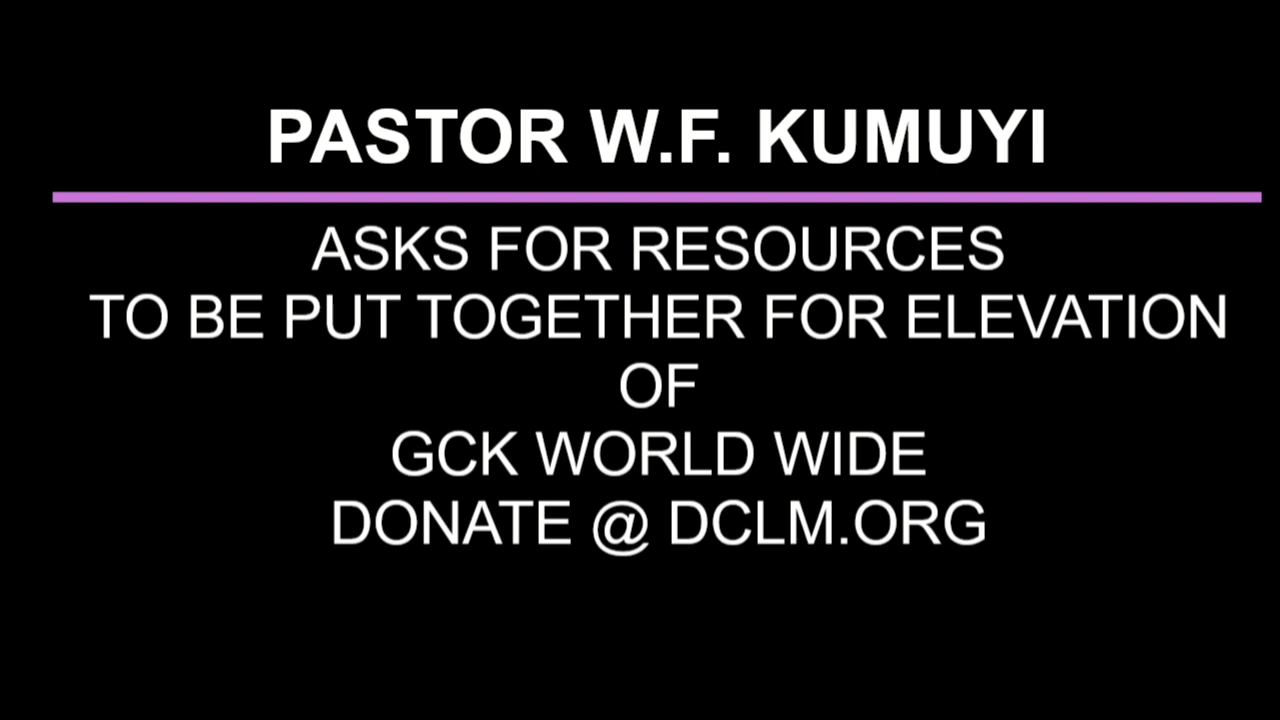 PASTOR W.F. KUMUYI
ASKS FOR RESOURCES
TO BE PUT TOGETHER FOR ELEVATION
OF
GCK WORLD WIDE
DONATE @ DCLM.ORG